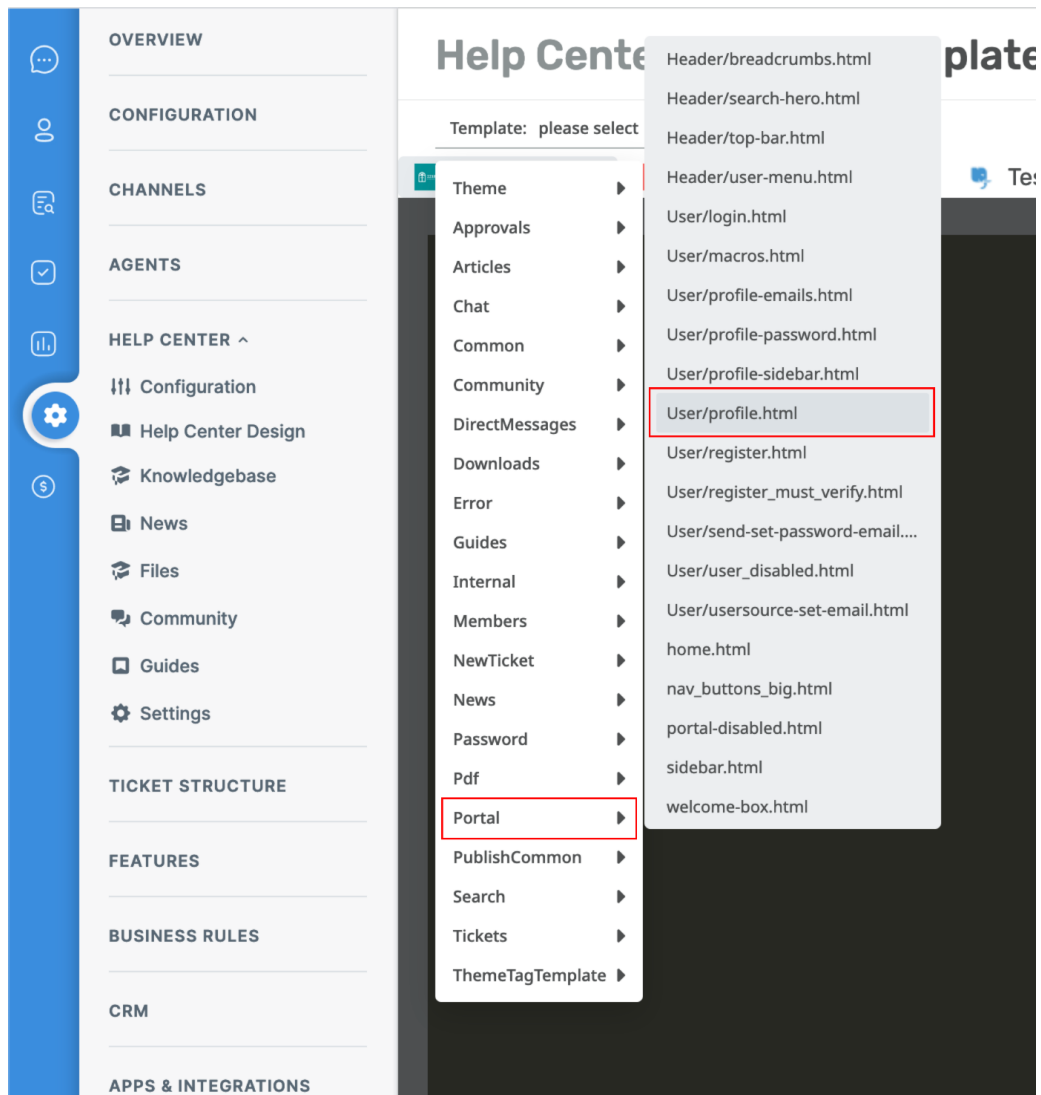 OVERVIEW
CONFIGURATION
CHANNELS
AGENTS
HELP CENTER
Configuration
Help Center Design
Knowledgebase
News
Files
Community
Guides
Settings
TICKET STRUCTURE
FEATURES
BUSINESS RULES
CRM
APPS & INTEGRATIONS
Help Cente
plate
Template: please select
Tes
Theme
Approvals
Articles
Chat
Common
Community
DirectMessages
Downloads
Error
Guides
Internal
Members
NewTicket
News
Password
Pdf
Portal
PublishCommon
Search
Tickets
ThemeTagTemplate
Header/breadcrumbs.html
Header/search-hero.html
Header/top-bar.html
Header/user-menu.html
User/login.html
User/macros.html
User/profile-emails.html
User/profile-password.html
User/profile-sidebar.html
User/profile.html
User/register.html
User/register_must_verify.html
User/send-set-password-email....
User/user_disabled.html
User/usersource-set-email.html
home.html
nav_buttons_big.html
portal-disabled.html
sidebar.html
welcome-box.html